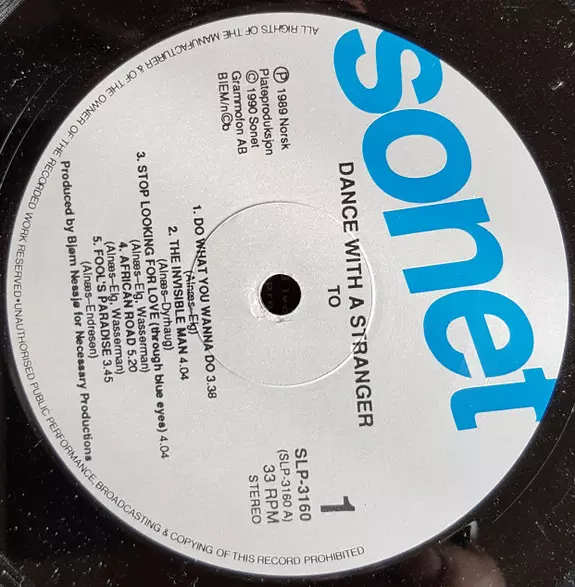 sonet
DANCE WITH A STRANGER
TO
Ⓟ 1989 Norsk
Plateproduksjon
© 1990 Sonet
Grammofon AB
BIEM/n©b
SLP-3160
(SLP-3160 A)
33 RPM
STEREO
1
1. DO WHAT YOU WANNA DO 3.38
(Alnæs-Elg)
2. THE INVISIBLE MAN 4.04
(Alnæs-Dyrhaug)
3. STOP LOOKING FOR LOVE (through blue eyes) 4.04
(Alnæs-Elg, Wasserman)
4. AFRICAN ROAD 5.20
(Alnæs-Elg, Wasserman)
5. FOOL'S PARADISE 3.45
(Alnæs-Endresen)
Produced by Bjørn Nessjø for Necessary Productions
ALL RIGHTS OF THE MANUFACTURER & OF THE OWNER OF THE RECORDED WORK RESERVED•UNAUTHORISED PUBLIC PERFORMANCE, BROADCASTING & COPYING OF THIS RECORD PROHIBITED